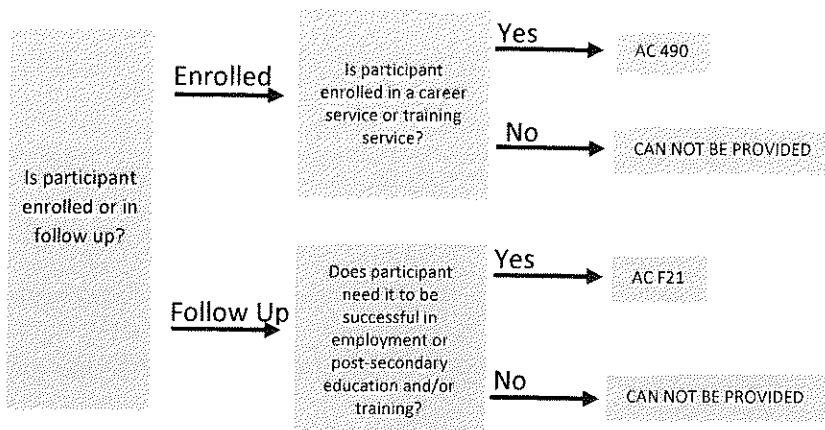 Is participant
enrolled or in
follow up?
Enrolled
Is participant
enrolled in a career
service or training
service?
Yes
AC 490
No
CAN NOT BE PROVIDED
Follow Up
Does participant
need it to be
successful in
employment or
post-secondary
education and/or
training?
Yes
AC F21
No
CAN NOT BE PROVIDED